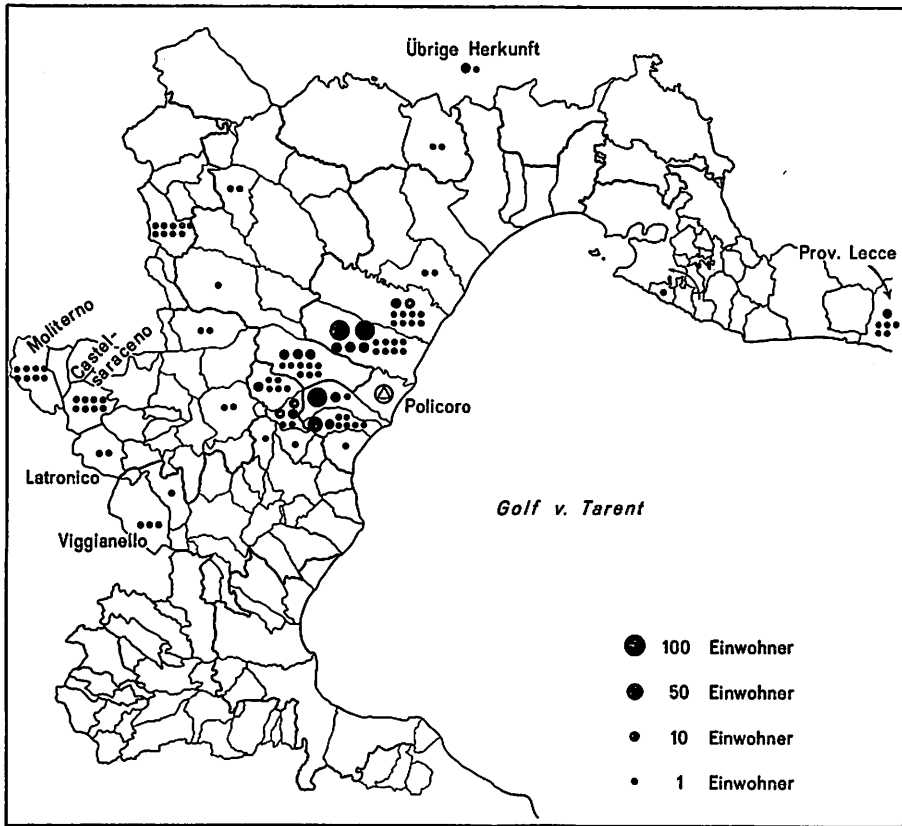 Übrige Herkunft
Prov. Lecce
Moliterno
Castel-
saraceno
Policoro
Latronico
Viggianello
Golf v. Tarent
100 Einwohner
50 Einwohner
10 Einwohner
1 Einwohner